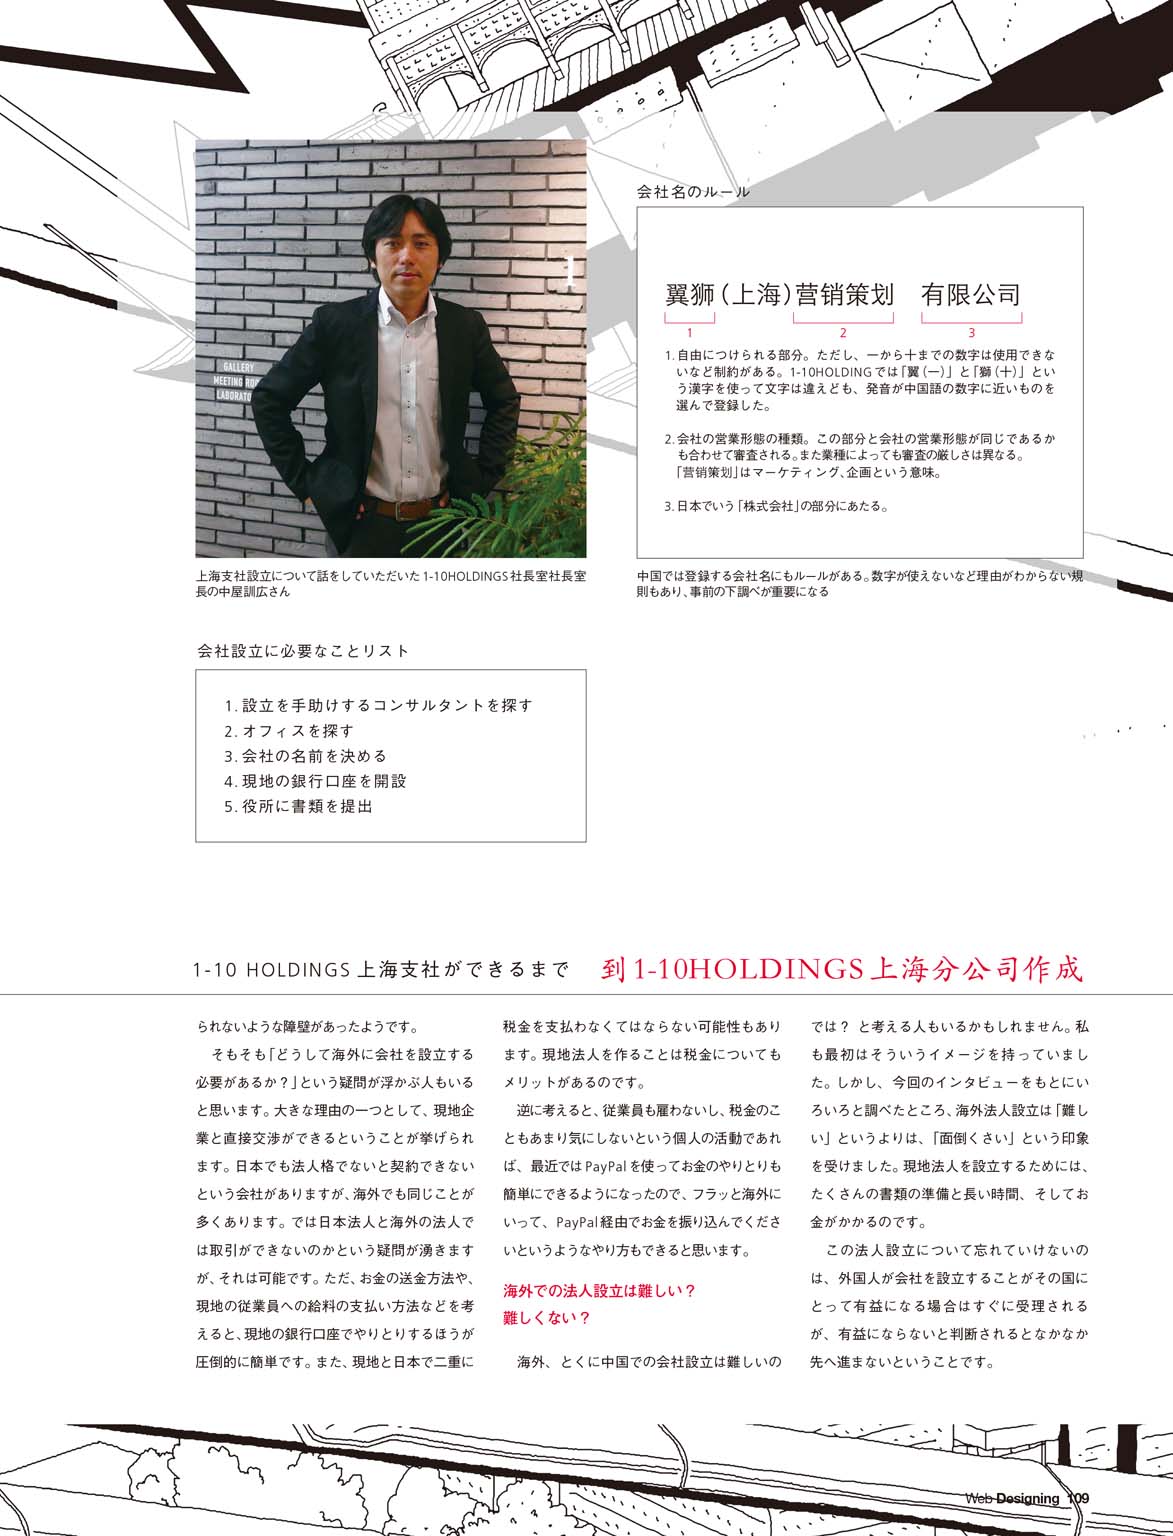 GALLERY
MEETING ROO
LABORATO
上海支社設立について話をしていただいた1-10HOLDINGS社長室社長室
長の中屋訓広さん
会社名のルール
翼狮（上海）营销策划　有限公司
1　2　3
1. 自由につけられる部分。ただし、一から十までの数字は使用できな
いなど制約がある。1-10HOLDINGでは「翼（一）」と「獅（十）」とい
う漢字を使って文字は違えども、発音が中国語の数字に近いものを
選んで登録した。
2. 会社の営業形態の種類。この部分と会社の営業形態が同じであるか
も合わせて審査される。また業種によっても審査の厳しさは異なる。
「营销策划」はマーケティング、企画という意味。
3. 日本でいう「株式会社」の部分にあたる。
中国では登録する会社名にもルールがある。数字が使えないなど理由がわからない規
則もあり、事前の下調べが重要になる
会社設立に必要なことリスト
1. 設立を手助けするコンサルタントを探す
2. オフィスを探す
3. 会社の名前を決める
4. 現地の銀行口座を開設
5. 役所に書類を提出
1-10 HOLDINGS 上海支社ができるまで
到1-10HOLDINGS上海分公司作成
られないような障壁があったようです。
そもそも「どうして海外に会社を設立する
必要があるか？」という疑問が浮かぶ人もいる
と思います。大きな理由の一つとして、現地企
業と直接交渉ができるということが挙げられ
ます。日本でも法人格でないと契約できない
という会社がありますが、海外でも同じことが
多くあります。では日本法人と海外の法人で
は取引ができないのかという疑問が湧きます
が、それは可能です。ただ、お金の送金方法や、
現地の従業員への給料の支払い方法などを考
えると、現地の銀行口座でやりとりするほうが
圧倒的に簡単です。また、現地と日本で二重に
税金を支払わなくてはならない可能性もあり
ます。現地法人を作ることは税金についても
メリットがあるのです。
逆に考えると、従業員も雇わないし、税金のこ
ともあまり気にしないという個人の活動であれ
ば、最近ではPayPalを使ってお金のやりとりも
簡単にできるようになったので、フラッと海外に
いって、PayPal経由でお金を振り込んでくださ
いというようなやり方もできると思います。
海外での法人設立は難しい？
難しくない？
海外、とくに中国での会社設立は難しいの
では？ と考える人もいるかもしれません。私
も最初はそういうイメージを持っていまし
た。しかし、今回のインタビューをもとにい
ろいろと調べたところ、海外法人設立は「難し
い」というよりは、「面倒くさい」という印象
を受けました。現地法人を設立するためには、
たくさんの書類の準備と長い時間、そしてお
金がかかるのです。
この法人設立について忘れていけないの
は、外国人が会社を設立することがその国に
とって有益になる場合はすぐに受理される
が、有益にならないと判断されるとなかなか
先へ進まないということです。
Web Designing 109